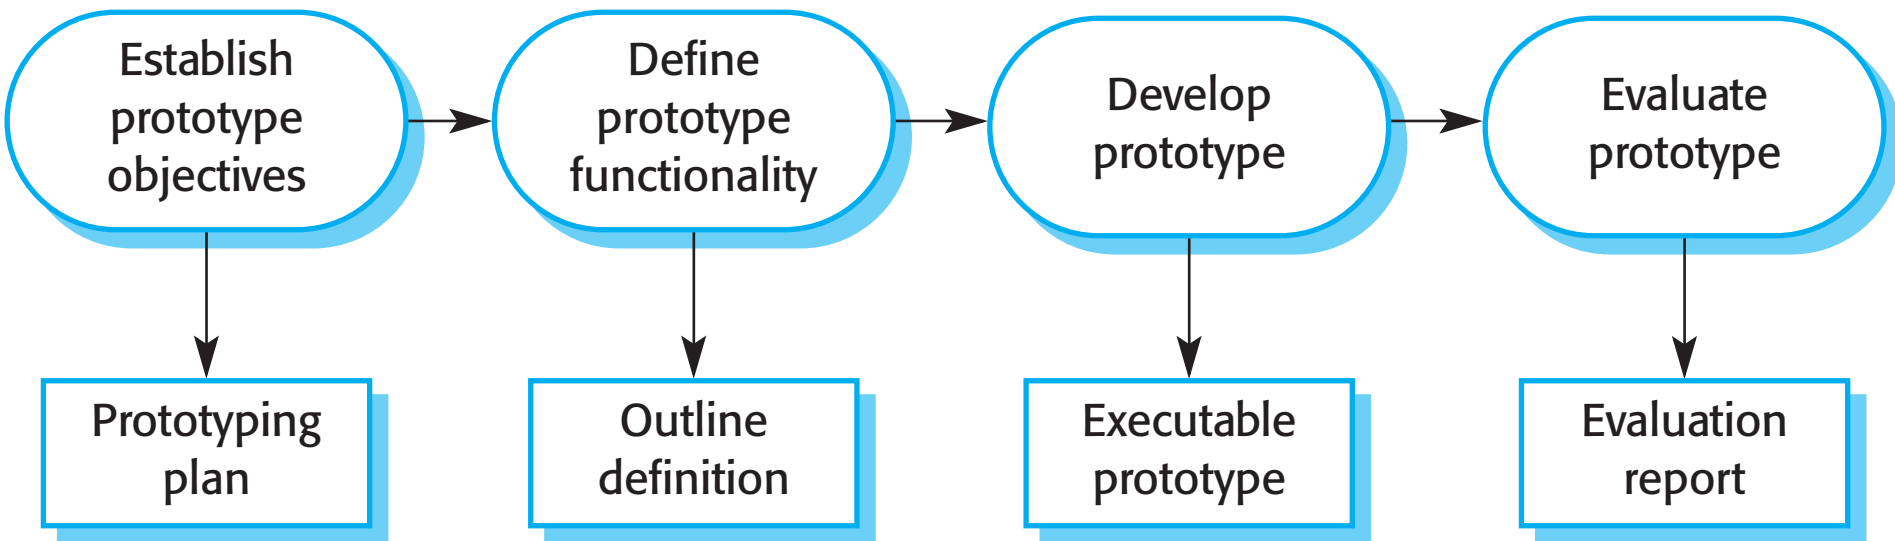 Establish
prototype
objectives
Define
prototype
functionality
Develop
prototype
Evaluate
prototype
Prototyping
plan
Outline
definition
Executable
prototype
Evaluation
report